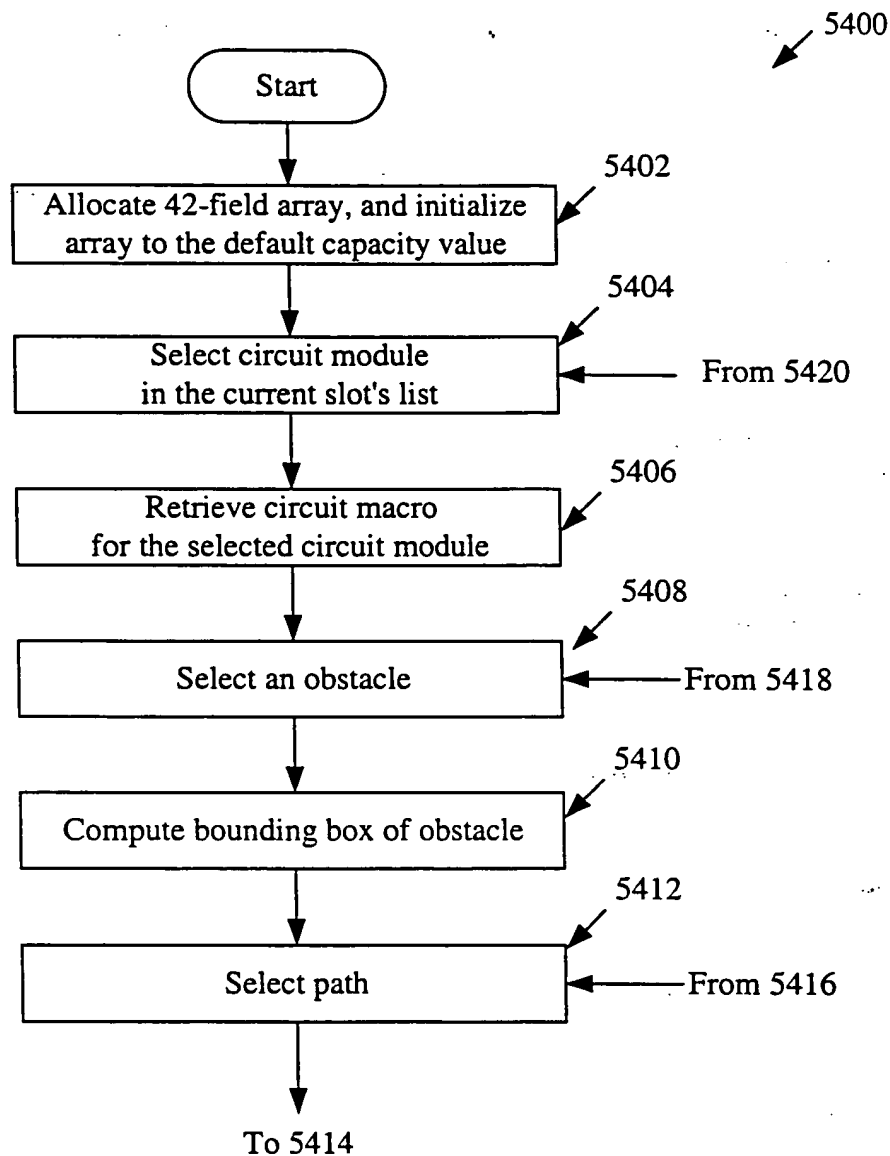 5400
Start
5402
Allocate 42-field array, and initialize
array to the default capacity value
5404
Select circuit module
in the current slot's list
From 5420
5406
Retrieve circuit macro
for the selected circuit module
5408
Select an obstacle
From 5418
5410
Compute bounding box of obstacle
5412
Select path
From 5416
To 5414